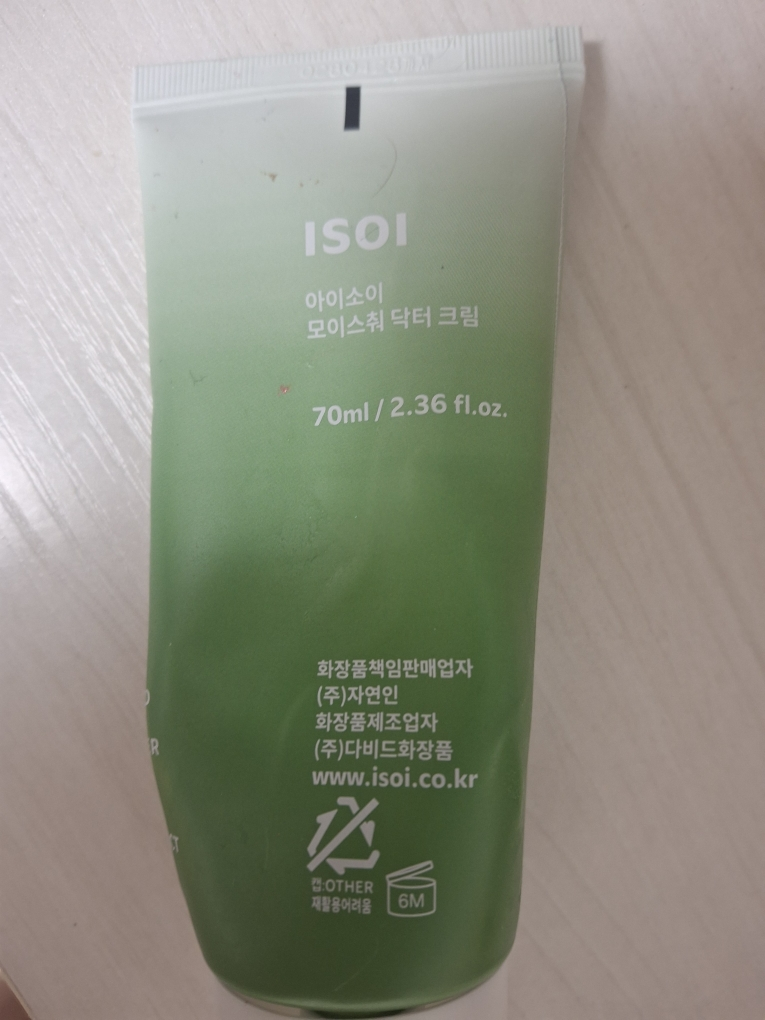 ISOI
아이소이
모이스춰 닥터 크림
70ml / 2.36 fl.oz.
화장품책임판매업자
(주)자연인
화장품제조업자
(주)다비드화장품
www.isoi.co.kr
캡:OTHER
재활용어려움
6M